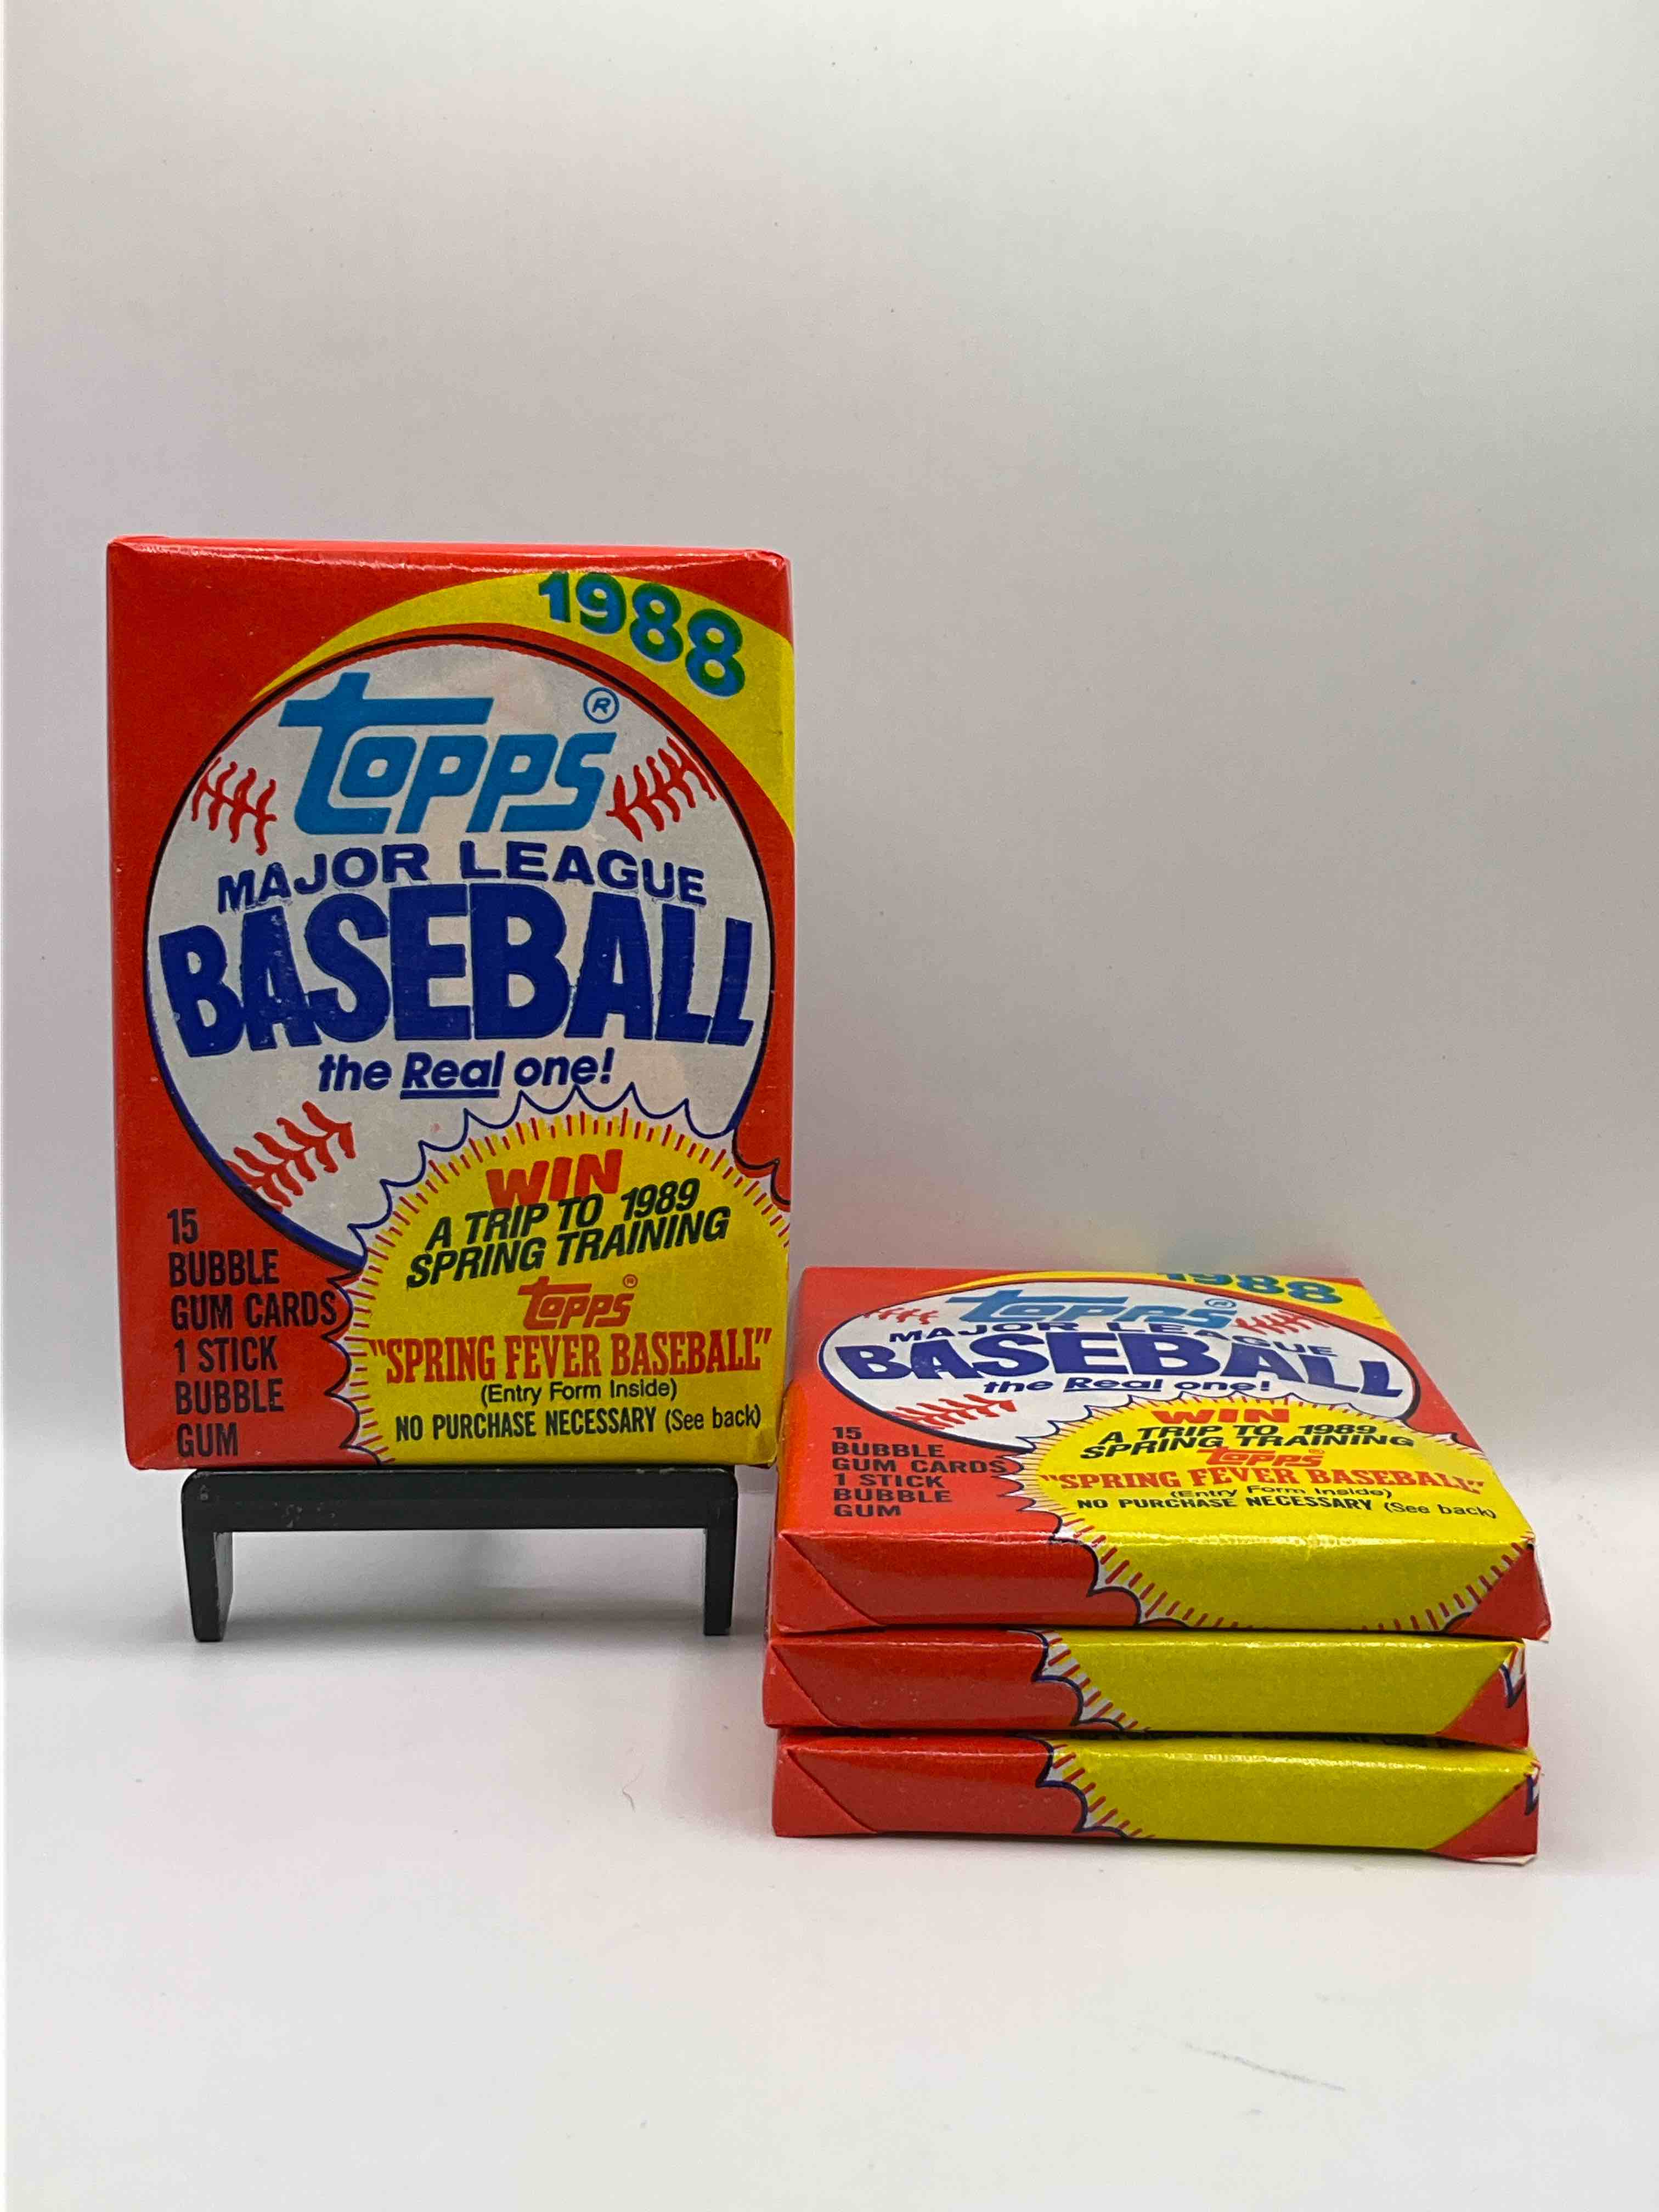 1988
Topps ®
MAJOR LEAGUE
BASEBALL
the Real one!
WIN
A TRIP TO 1989
SPRING TRAINING
Topps ®
"SPRING FEVER BASEBALL"
(Entry Form Inside)
NO PURCHASE NECESSARY (See back)
15
BUBBLE
GUM CARDS
1 STICK
BUBBLE
GUM
1988
Topps ®
MAJOR LEAGUE
BASEBALL
the Real one!
WIN
A TRIP TO 1989
SPRING TRAINING
Topps ®
"SPRING FEVER BASEBALL"
(Entry Form Inside)
NO PURCHASE NECESSARY (See back)
15
BUBBLE
GUM CARDS
1 STICK
BUBBLE
GUM